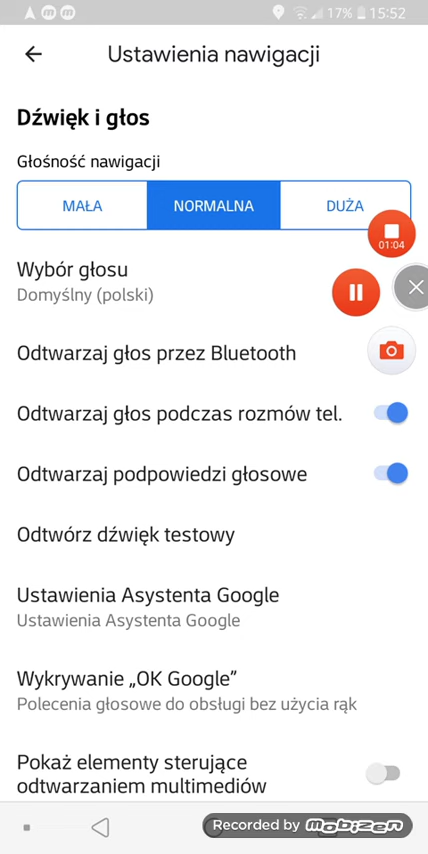 17% 15:52
Ustawienia nawigacji
Dźwięk i głos
Głośność nawigacji
MAŁA NORMALNA DUŻA
01:04
Wybór głosu
Domyślny (polski)
Odtwarzaj głos przez Bluetooth
Odtwarzaj głos podczas rozmów tel.
Odtwarzaj podpowiedzi głosowe
Odtwórz dźwięk testowy
Ustawienia Asystenta Google
Ustawienia Asystenta Google
Wykrywanie „OK Google”
Polecenia głosowe do obsługi bez użycia rąk
Pokaż elementy sterujące
odtwarzaniem multimediów
Recorded by mobizen